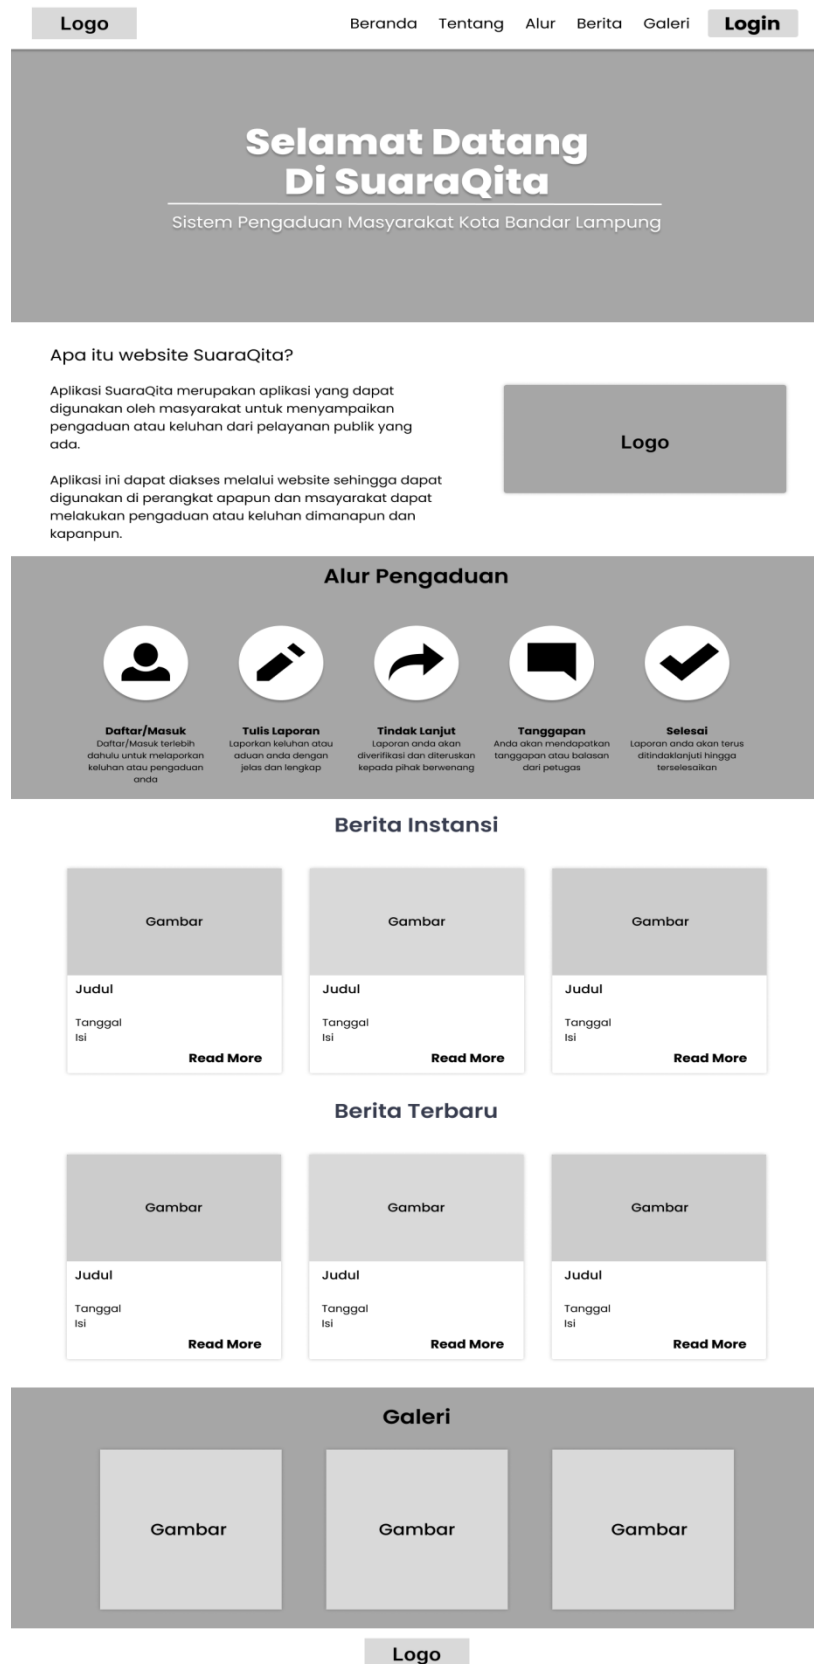 Logo
Beranda Tentang Alur Berita Galeri Login
Selamat Datang
Di SuaraQita
Sistem Pengaduan Masyarakat Kota Bandar Lampung
Apa itu website SuaraQita?
Aplikasi SuaraQita merupakan aplikasi yang dapat
digunakan oleh masyarakat untuk menyampaikan
pengaduan atau keluhan dari pelayanan publik yang
ada.
Aplikasi ini dapat diakses melalui website sehingga dapat
digunakan di perangkat apapun dan msayarakat dapat
melakukan pengaduan atau keluhan dimanapun dan
kapanpun.
Logo
Alur Pengaduan
Daftar/Masuk
Daftar/Masuk terlebih
dahulu untuk melaporkan
keluhan atau pengaduan
anda
Tulis Laporan
Laporkan keluhan atau
aduan anda dengan
jelas dan lengkap
Tindak Lanjut
Laporan anda akan
diverifikasi dan diteruskan
kepada pihak berwenang
Tanggapan
Anda akan mendapatkan
tanggapan atau balasan
dari petugas
Selesai
Laporan anda akan terus
ditindaklanjuti hingga
terselesaikan
Berita Instansi
Gambar
Judul
Tanggal
Isi
Read More
Gambar
Judul
Tanggal
Isi
Read More
Gambar
Judul
Tanggal
Isi
Read More
Berita Terbaru
Gambar
Judul
Tanggal
Isi
Read More
Gambar
Judul
Tanggal
Isi
Read More
Gambar
Judul
Tanggal
Isi
Read More
Galeri
Gambar
Gambar
Gambar
Logo